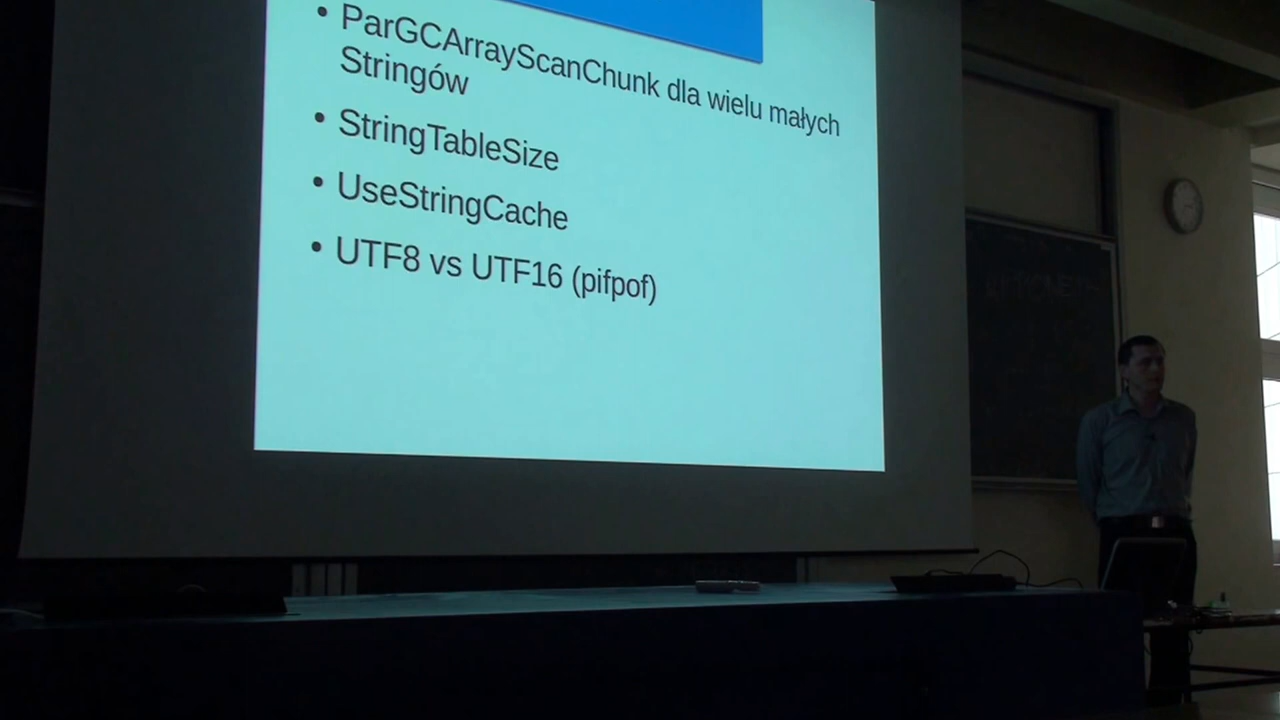 • ParGCArrayScanChunk dla wielu małych
Stringów
• StringTableSize
• UseStringCache
• UTF8 vs UTF16 (pifpof)